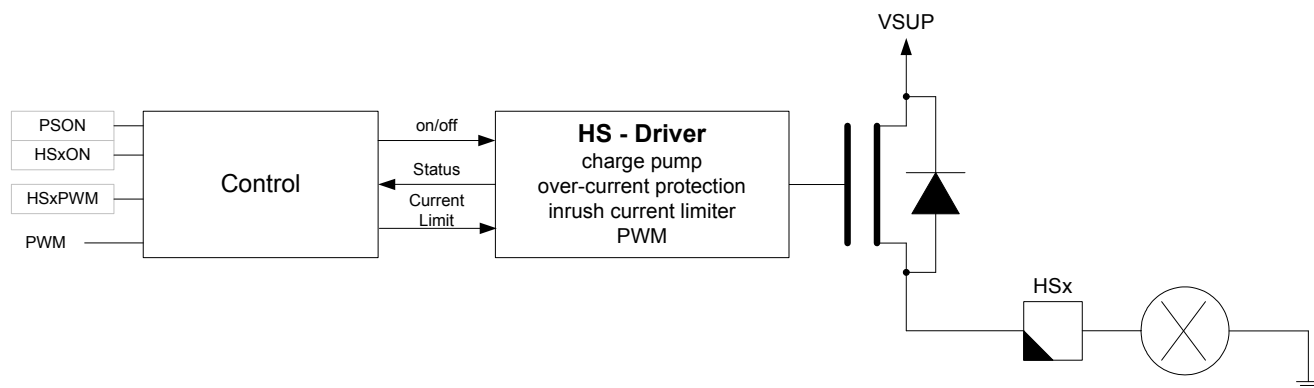 VSUP
PSON
HSxON
HSxPWM
PWM
Control
on/off
Status
Current
Limit
HS - Driver
charge pump
over-current protection
inrush current limiter
PWM
HSx